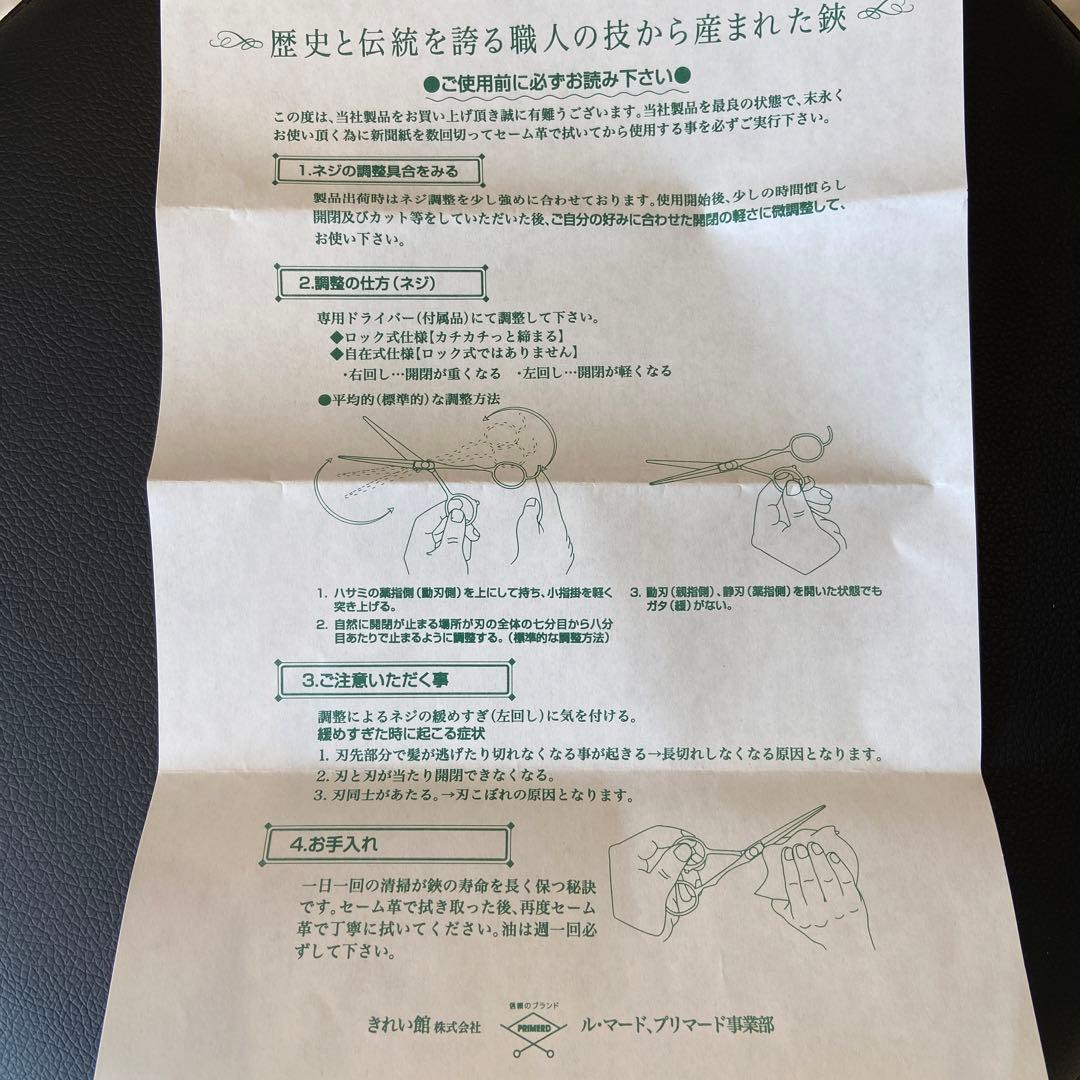 歴史と伝統を誇る職人の技から産まれた鋏
●ご使用前に必ずお読み下さい●
この度は、当社製品をお買い上げ頂き誠に有難うございます。当社製品を最良の状態で、末永く
お使い頂く為に新聞紙を数回切ってセーム革で拭いてから使用する事を必ずご実行下さい。
1.ネジの調整具合をみる
製品出荷時はネジ調整を少し強めに合わせております。使用開始後、少しの時間慣らし
開閉及びカット等をしていただいた後、ご自分の好みに合わせた開閉の軽さに微調整して、
お使い下さい。
2.調整の仕方(ネジ)
専用ドライバー(付属品)にて調整して下さい。
◆ロック式仕様【カチカチっと締まる】
◆自在式仕様【ロック式ではありません】
・右回し…開閉が重くなる ・左回し…開閉が軽くなる
●平均的(標準的)な調整方法
1. ハサミの薬指側(動刃側)を上にして持ち、小指掛を軽く
突き上げる。
2. 自然に開閉が止まる場所が刃の全体の七分目から八分
目あたりで止まるように調整する。(標準的な調整方法)
3. 動刃(親指側)、静刃(薬指側)を開いた状態でも
ガタ(緩)がない。
3.ご注意いただく事
調整によるネジの緩めすぎ(左回し)に気を付ける。
緩めすぎた時に起こる症状
1. 刃先部分で髪が逃げたり切れなくなる事が起きる→長切れしなくなる原因となります。
2. 刃と刃が当たり開閉できなくなる。
3. 刃同士があたる。→刃こぼれの原因となります。
4.お手入れ
一日一回の清掃が鋏の寿命を長く保つ秘訣
です。セーム革で拭き取った後、再度セーム
革で丁寧に拭いてください。油は週一回必
ずして下さい。
きれい館 株式会社
信頼のブランド
PRIMERD
ル・マード、プリマード事業部